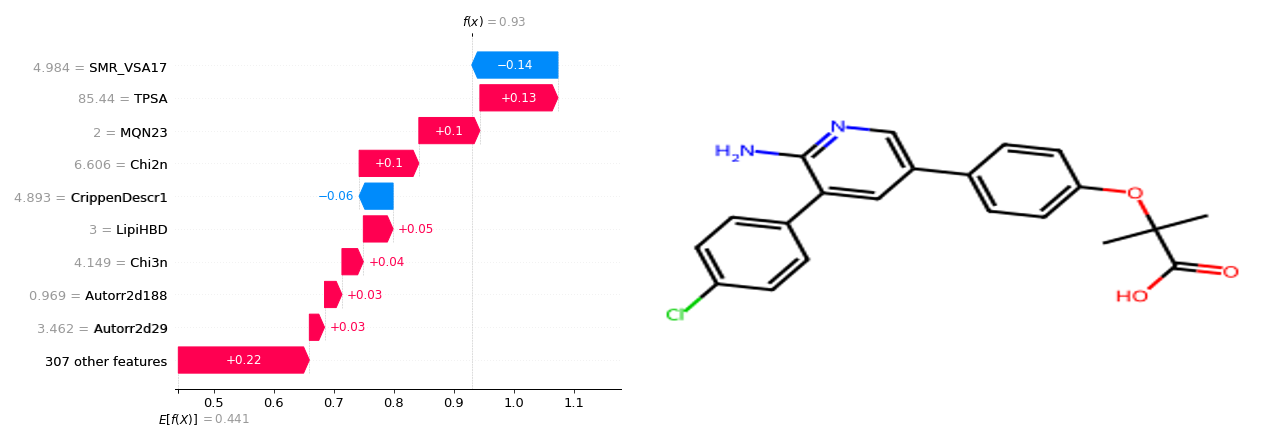 f(x) = 0.93
4.984 = SMR_VSA17
−0.14
85.44 = TPSA
+0.13
2 = MQN23
+0.1
6.606 = Chi2n
+0.1
4.893 = CrippenDescr1
−0.06
3 = LipiHBD
+0.05
4.149 = Chi3n
+0.04
0.969 = Autorr2d188
+0.03
3.462 = Autorr2d29
+0.03
307 other features
+0.22
0.5 0.6 0.7 0.8 0.9 1.0 1.1
E[f(X)] = 0.441
N
H₂N
O
O
HO
Cl